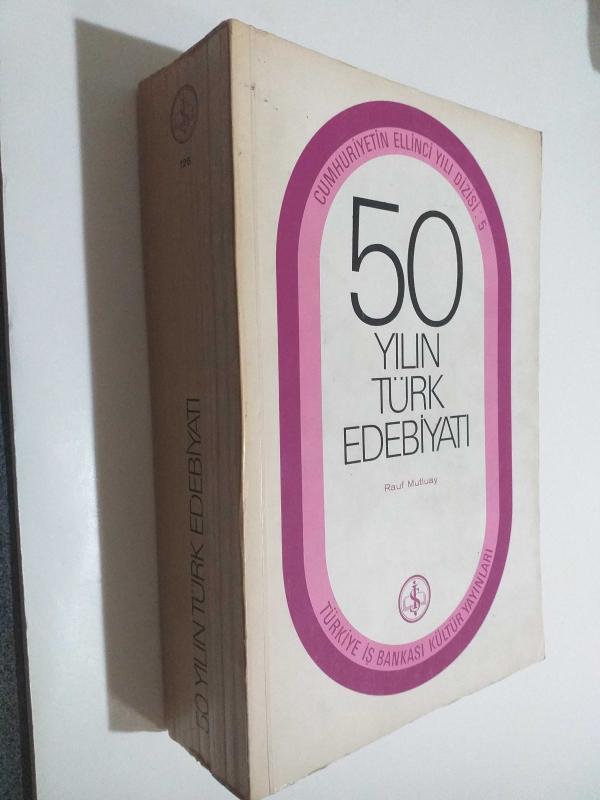 CUMHURİYETİN ELLİNCİ YILI DİZİSİ : 5
50
YILIN
TÜRK
EDEBİYATI
Rauf Mutluay
İŞ
TÜRKİYE İŞ BANKASI KÜLTÜR YAYINLARI
126
50 YILIN TÜRK EDEBİYATI